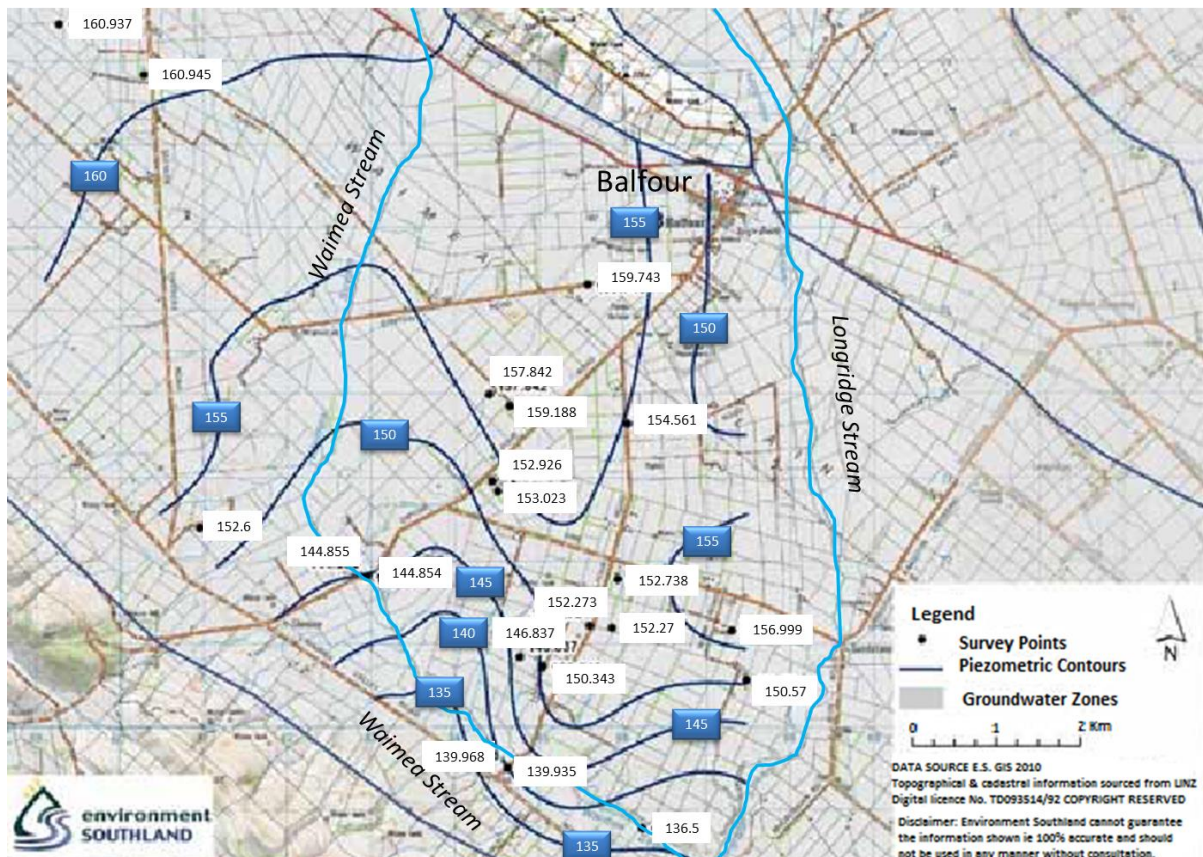 160.937
160.945
Waimea Stream
160
Balfour
155
Balfour
159.743
150
Longridge Stream
157.842
159.188
155
150
154.561
152.926
153.023
152.6
155
144.855
144.854
145
152.738
152.273
140
146.837
152.27
156.999
150.343
135
150.57
145
Waimea Stream
139.968
139.935
136.5
135
Legend
Survey Points
Piezometric Contours
Groundwater Zones
N
0 1 2 Km
DATA SOURCE E.S. GIS 2010
Topographical & cadastral information sourced from LINZ
Digital licence No. TD093514/92 COPYRIGHT RESERVED
Disclaimer: Environment Southland cannot guarantee
the information shown ie 100% accurate and should
not be used in any manner without consultation.
environment
SOUTHLAND